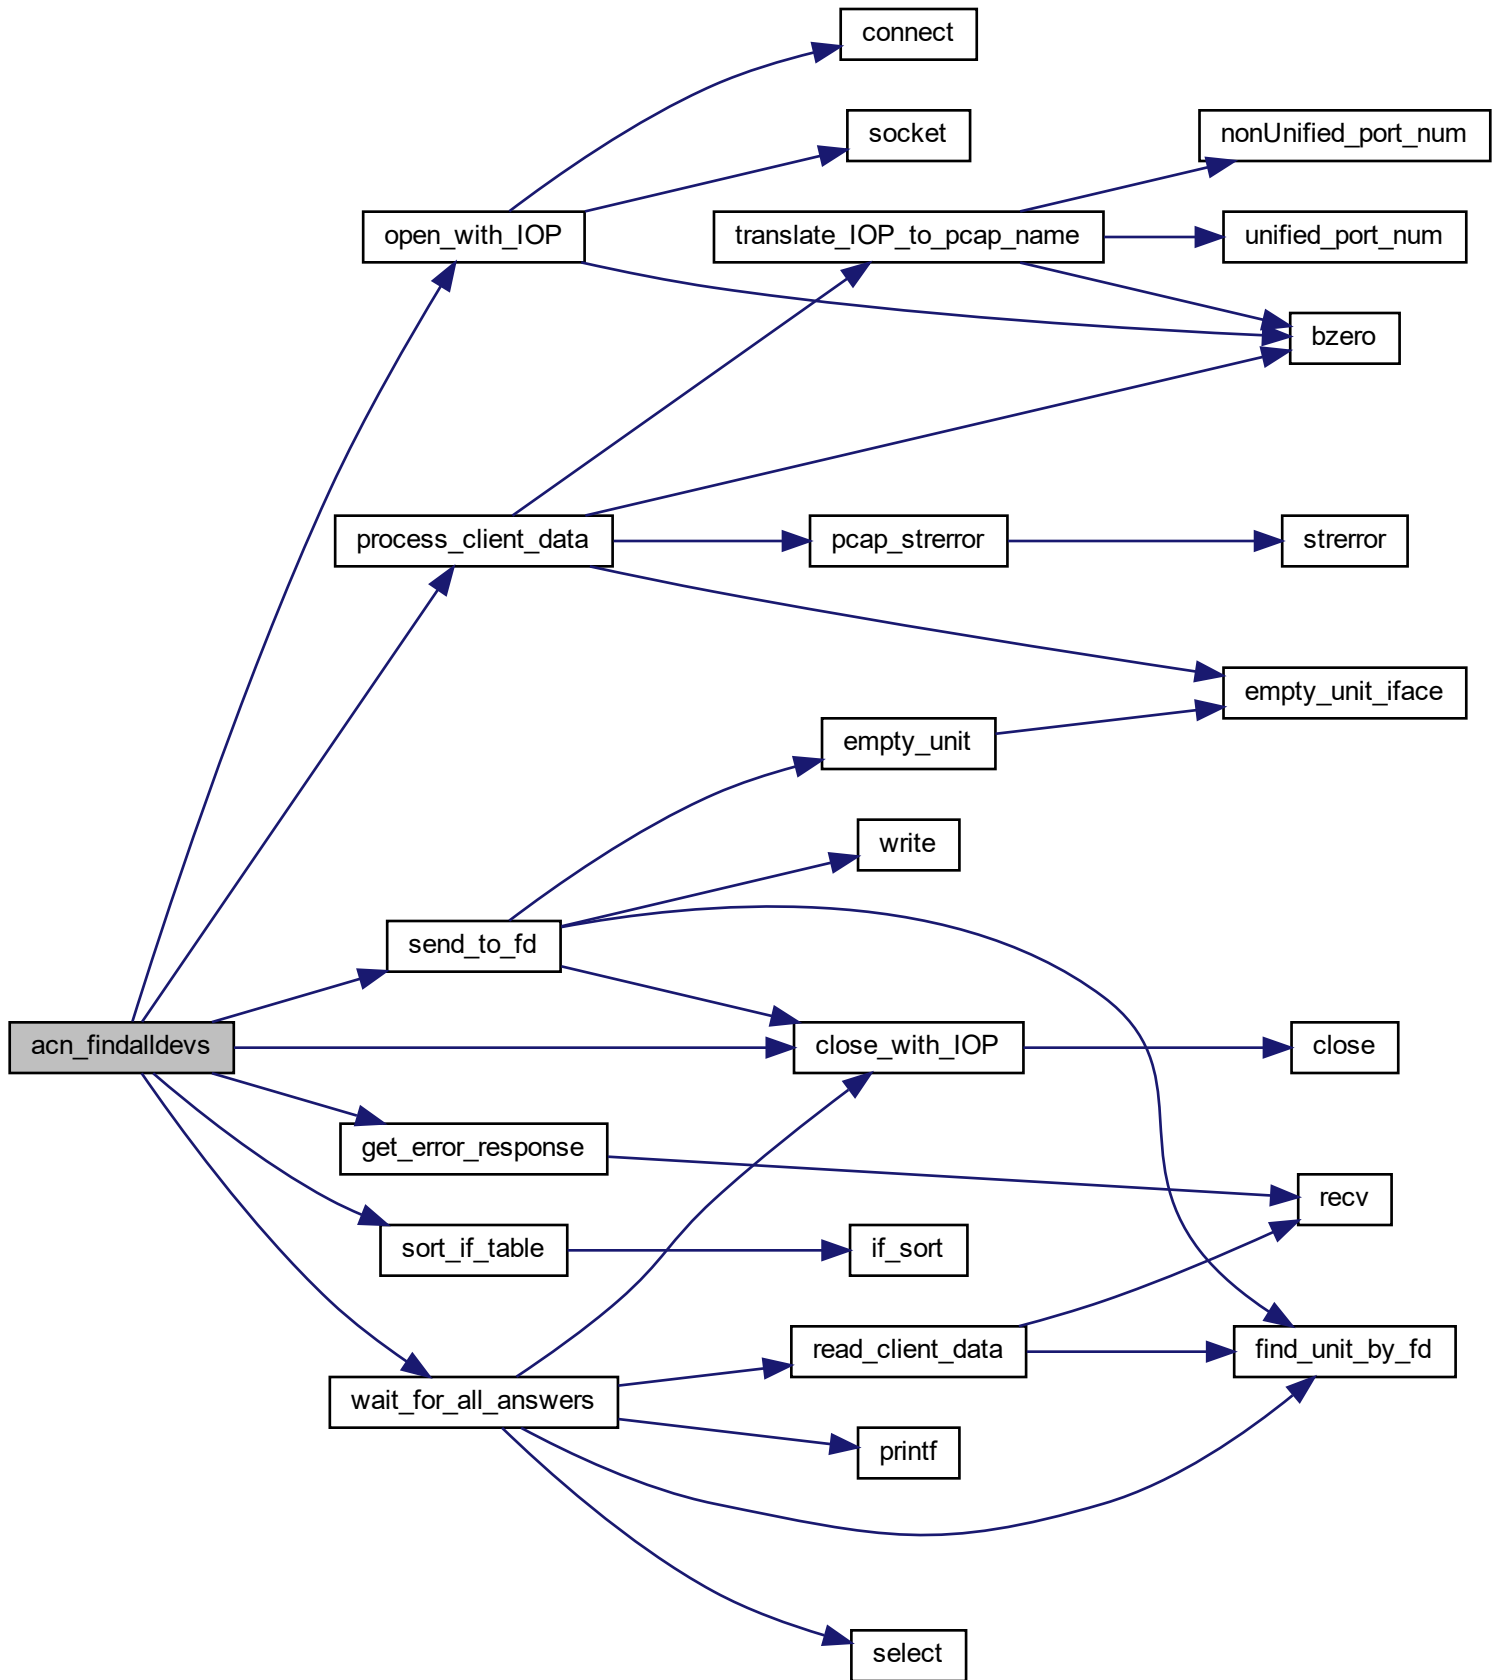 connect
socket
nonUnified_port_num
open_with_IOP
translate_IOP_to_pcap_name
unified_port_num
bzero
process_client_data
pcap_strerror
strerror
empty_unit_iface
empty_unit
write
send_to_fd
acn_findalldevs
close_with_IOP
close
get_error_response
recv
sort_if_table
if_sort
read_client_data
find_unit_by_fd
wait_for_all_answers
printf
select